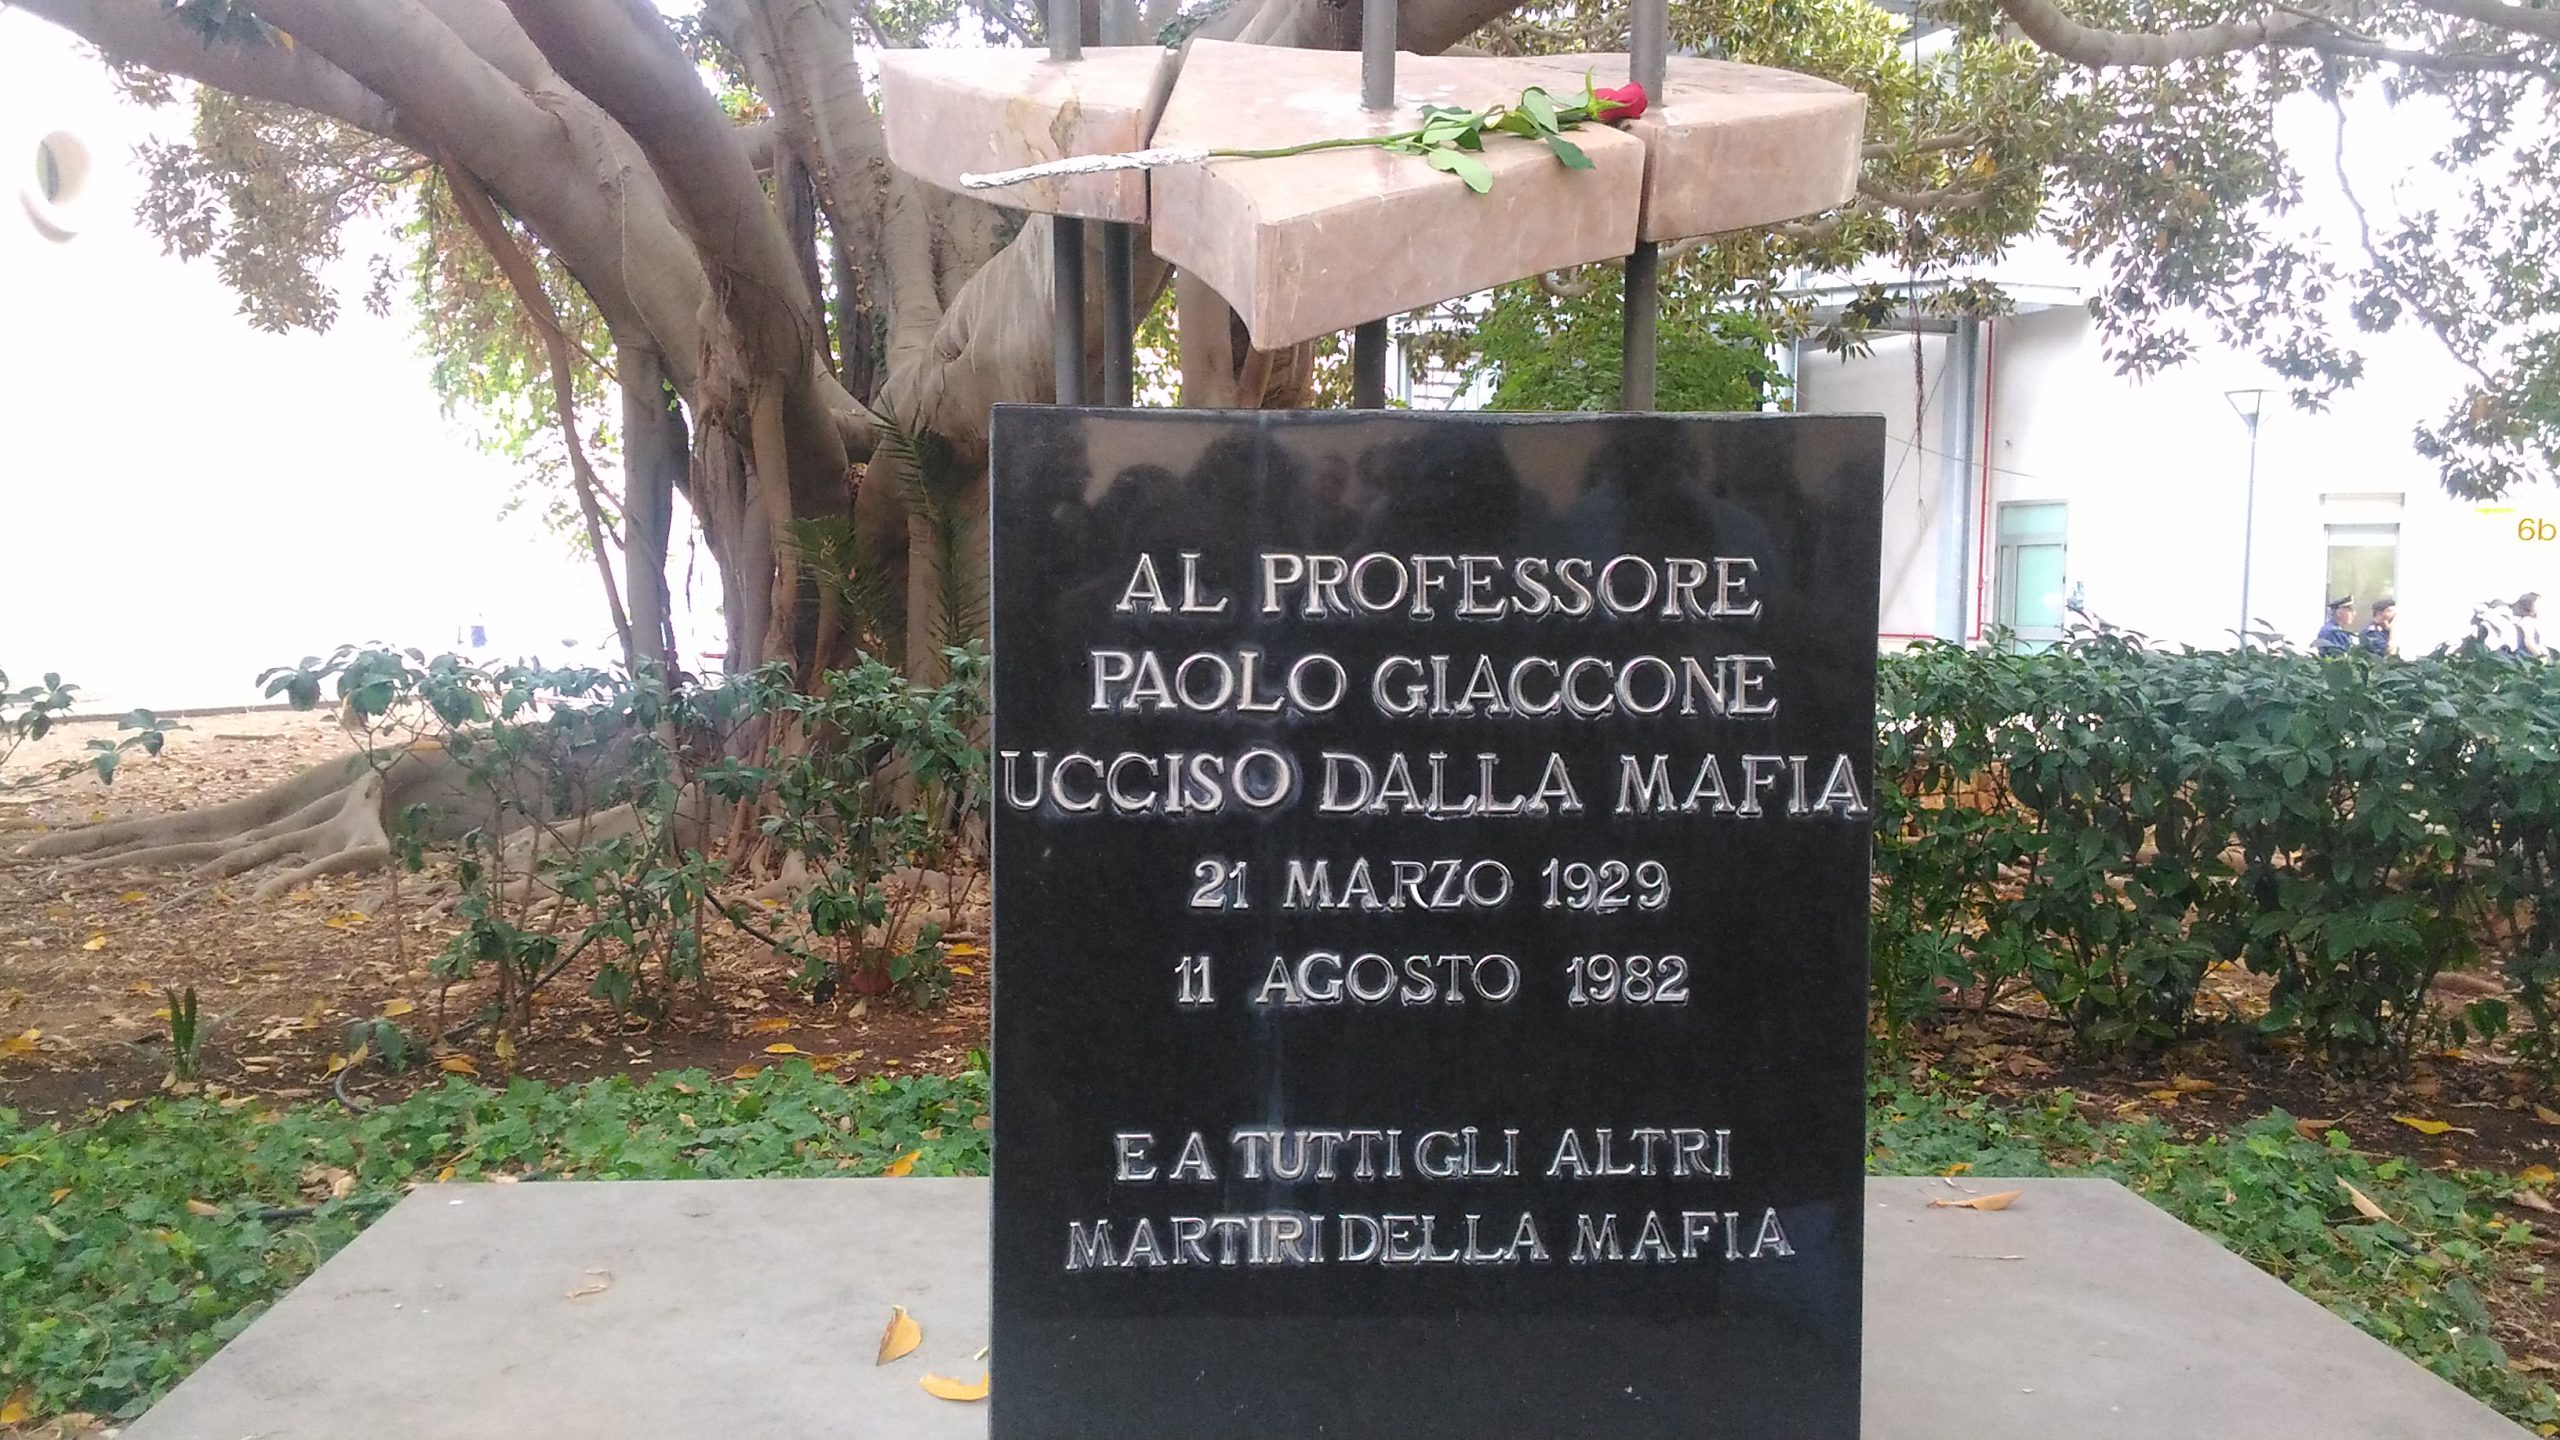 AL PROFESSORE
PAOLO GIACCONE
UCCISO DALLA MAFIA
21 MARZO 1929
11 AGOSTO 1982
E A TUTTI GLI ALTRI
MARTIRI DELLA MAFIA
6b